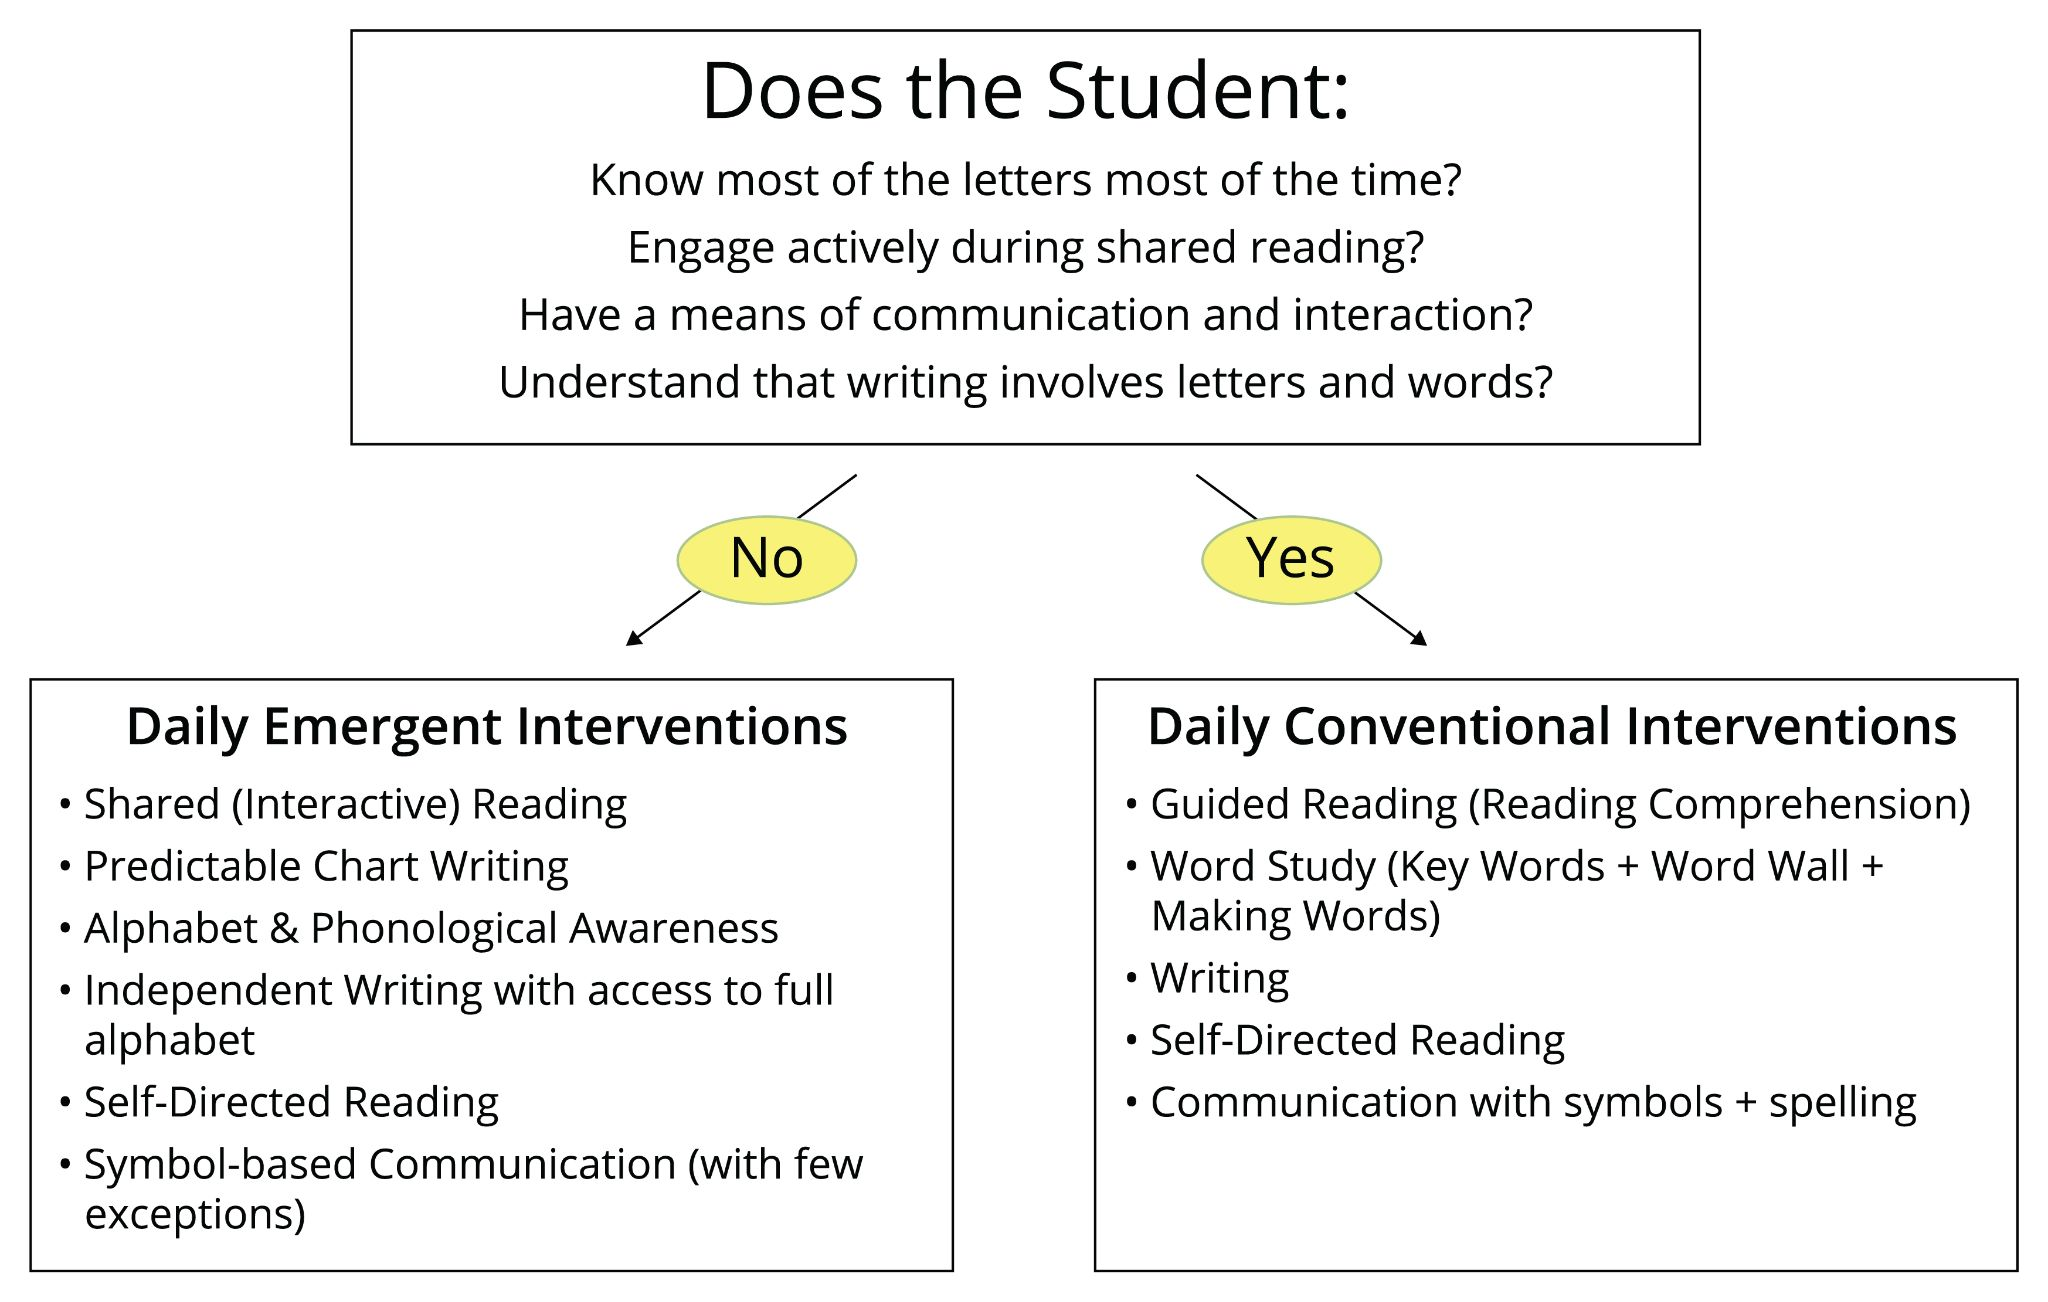 Does the Student:
Know most of the letters most of the time?
Engage actively during shared reading?
Have a means of communication and interaction?
Understand that writing involves letters and words?
No
Yes
Daily Emergent Interventions
• Shared (Interactive) Reading
• Predictable Chart Writing
• Alphabet & Phonological Awareness
• Independent Writing with access to full
alphabet
• Self-Directed Reading
• Symbol-based Communication (with few
exceptions)
Daily Conventional Interventions
• Guided Reading (Reading Comprehension)
• Word Study (Key Words + Word Wall +
Making Words)
• Writing
• Self-Directed Reading
• Communication with symbols + spelling